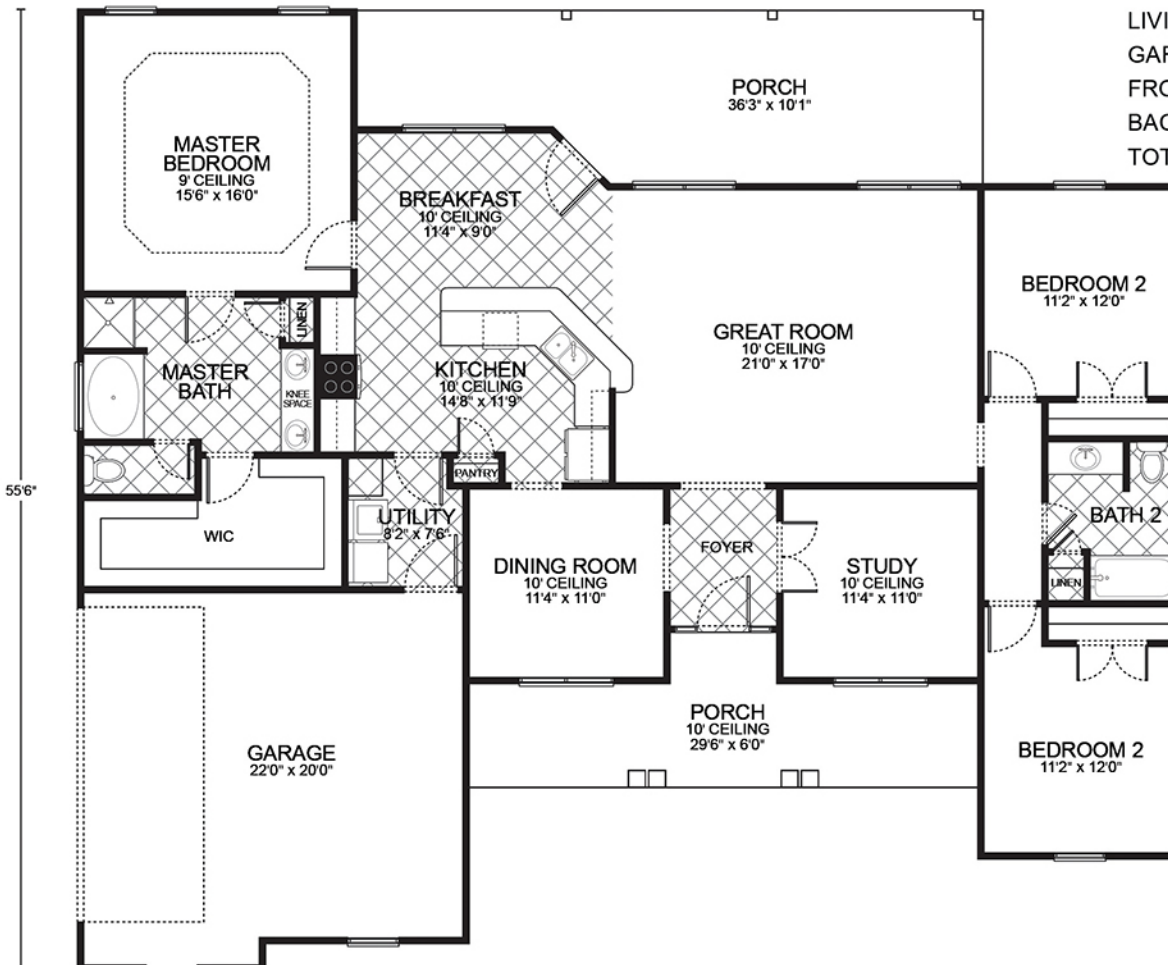 LIVI
GAR
FRO
BAC
TOT
PORCH
36'3" x 10'1"
MASTER
BEDROOM
9' CEILING
15'6" x 16'0"
BREAKFAST
10' CEILING
11'4" x 9'0"
BEDROOM 2
11'2" x 12'0"
LINEN
GREAT ROOM
10' CEILING
21'0" x 17'0"
MASTER
BATH
KNEE
SPACE
KITCHEN
10' CEILING
14'8" x 11'9"
PANTRY
55'6"
WIC
UTILITY
8'2" x 7'6"
BATH 2
LINEN
DINING ROOM
10' CEILING
11'4" x 11'0"
FOYER
STUDY
10' CEILING
11'4" x 11'0"
PORCH
10' CEILING
29'6" x 6'0"
GARAGE
22'0" x 20'0"
BEDROOM 2
11'2" x 12'0"